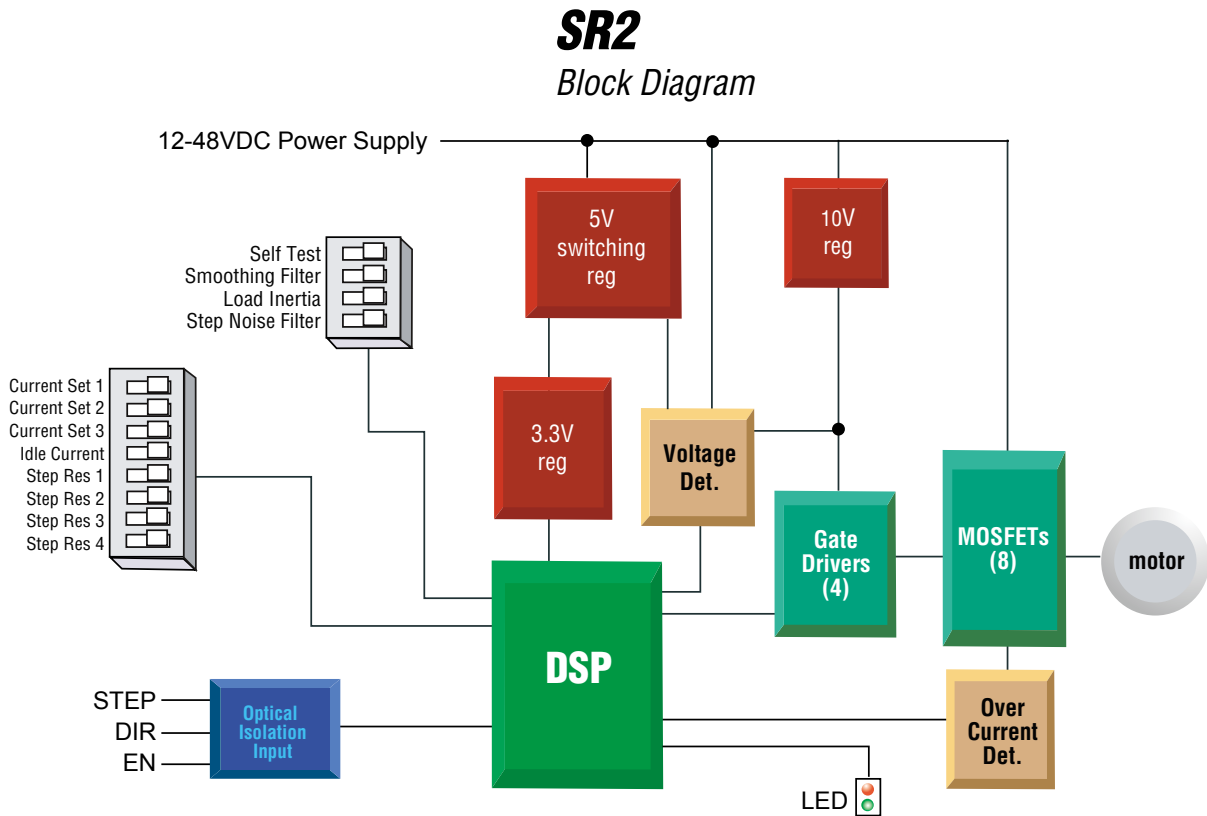 SR2
Block Diagram
12-48VDC Power Supply
5V
switching
reg
10V
reg
Self Test
Smoothing Filter
Load Inertia
Step Noise Filter
Current Set 1
Current Set 2
Current Set 3
Idle Current
Step Res 1
Step Res 2
Step Res 3
Step Res 4
3.3V
reg
Voltage
Det.
Gate
Drivers
(4)
MOSFETs
(8)
motor
DSP
STEP
DIR
EN
Optical
Isolation
Input
Over
Current
Det.
LED